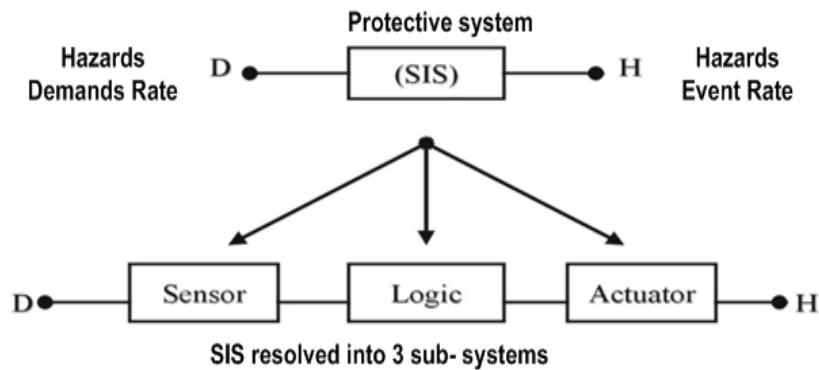 Protective system
Hazards
Demands Rate
D
(SIS)
H
Hazards
Event Rate
D
Sensor
Logic
Actuator
H
SIS resolved into 3 sub- systems